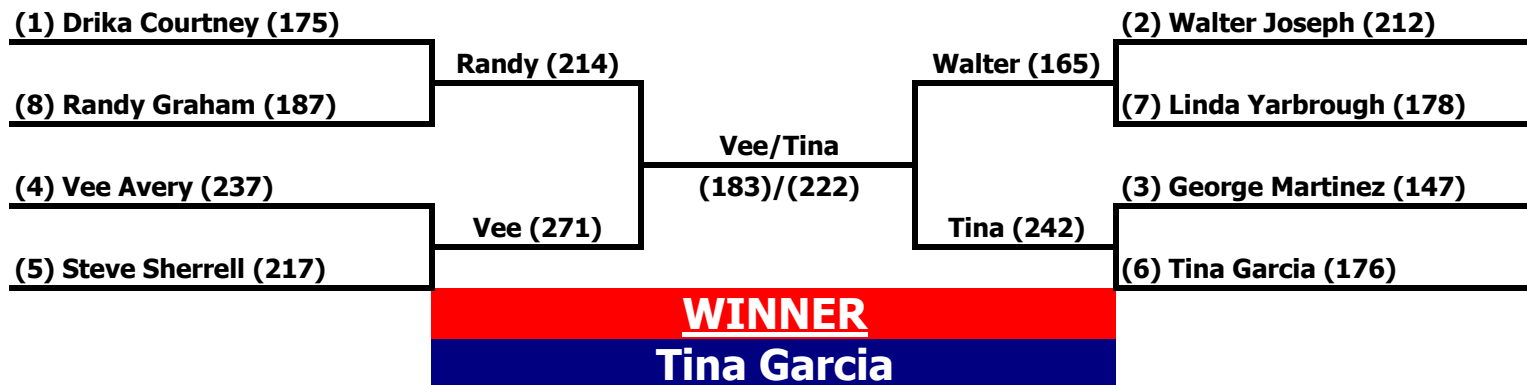 (1) Drika Courtney (175)
(2) Walter Joseph (212)
Randy (214)
Walter (165)
(8) Randy Graham (187)
(7) Linda Yarbrough (178)
Vee/Tina
(4) Vee Avery (237)
(183)/(222)
(3) George Martinez (147)
Vee (271)
Tina (242)
(5) Steve Sherrell (217)
(6) Tina Garcia (176)
WINNER
Tina Garcia